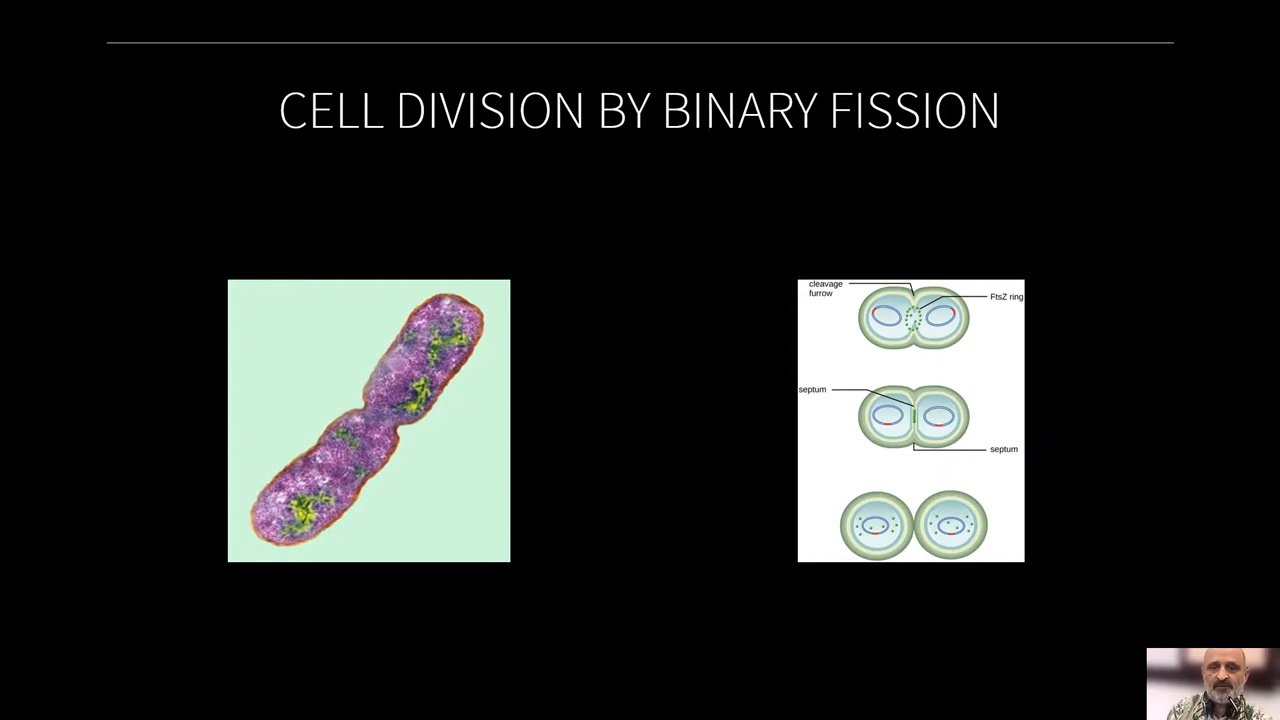 CELL DIVISION BY BINARY FISSION
cleavage
furrow
FtsZ ring
septum
septum